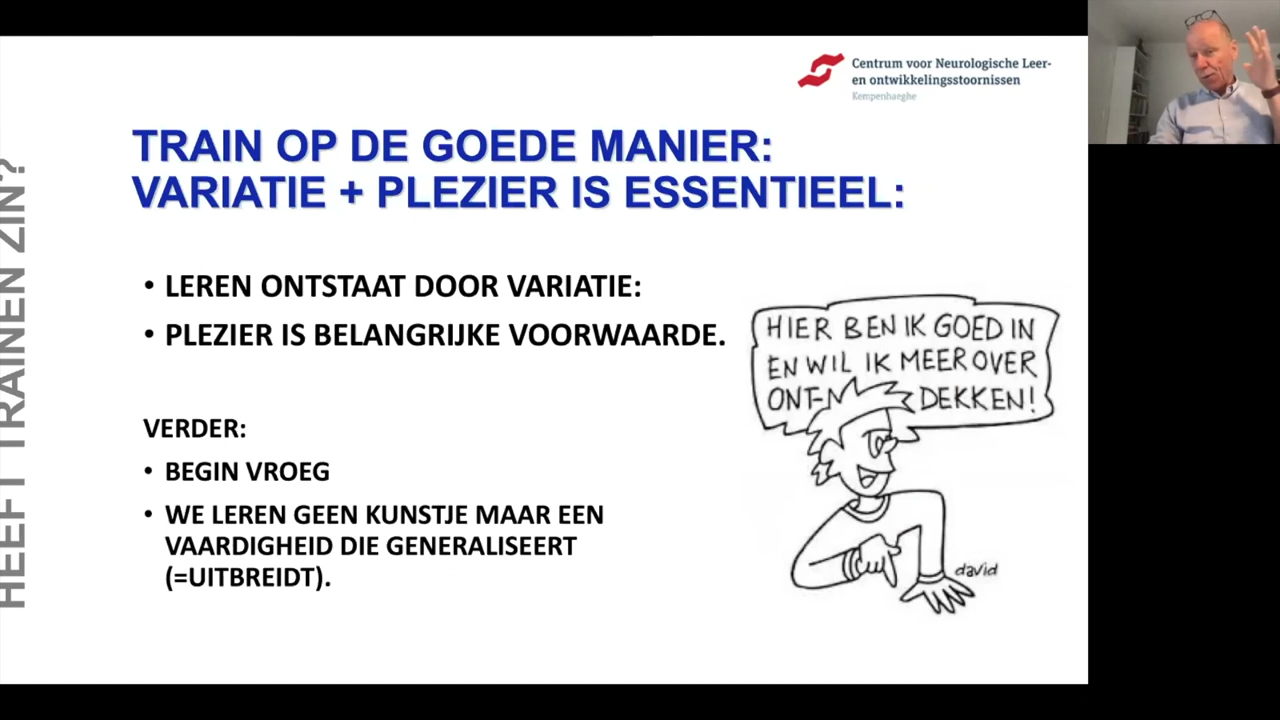 Centrum voor Neurologische Leer-
en ontwikkelingsstoornissen
Kempenhaeghe
HEEFT TRAINEN ZIN?
TRAIN OP DE GOEDE MANIER:
VARIATIE + PLEZIER IS ESSENTIEEL:
• LEREN ONTSTAAT DOOR VARIATIE:
• PLEZIER IS BELANGRIJKE VOORWAARDE.
VERDER:
• BEGIN VROEG
• WE LEREN GEEN KUNSTJE MAAR EEN
VAARDIGHEID DIE GENERALISEERT
(=UITBREIDT).
HIER BEN IK GOED IN
EN WIL IK MEER OVER
ONT-DEKKEN!
david